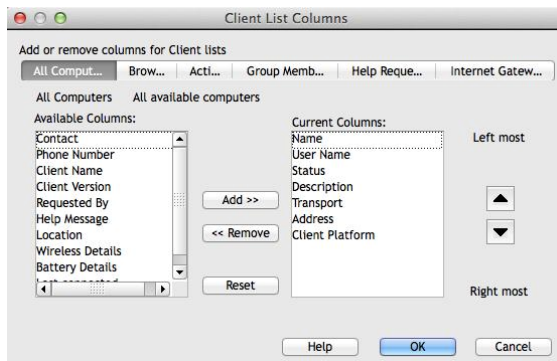 Client List Columns
Add or remove columns for Client lists
All Comput... Brow... Acti... Group Memb... Help Reque... Internet Gatew...
All Computers All available computers
Available Columns:
Contact
Phone Number
Client Name
Client Version
Requested By
Help Message
Location
Wireless Details
Battery Details
Add >>
<< Remove
Reset
Current Columns:
Name
User Name
Status
Description
Transport
Address
Client Platform
Left most
Right most
Help OK Cancel